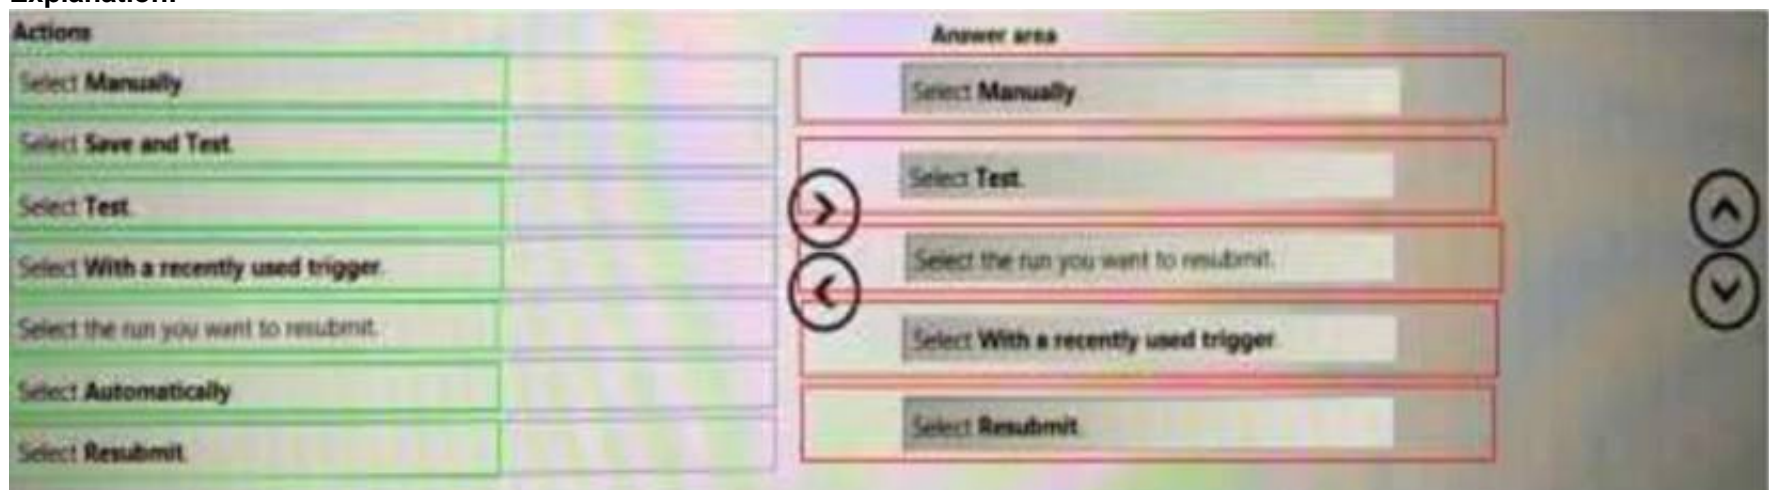 Explanation:
Actions
Select Manually
Select Save and Test.
Select Test.
Select With a recently used trigger.
Select the run you want to resubmit.
Select Automatically
Select Resubmit.
Answer area
Select Manually
Select Test.
Select the run you want to resubmit.
Select With a recently used trigger.
Select Resubmit.